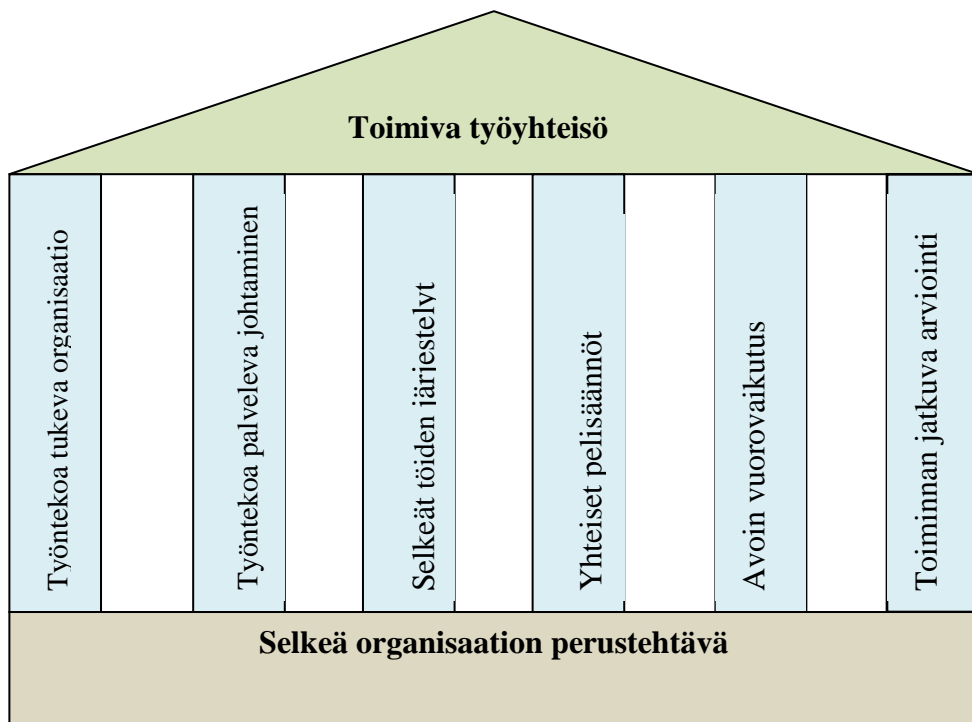 Toimiva työyhteisö
Työntekoa tukeva organisaatio
Työntekoa palveleva johtaminen
Selkeät töiden järjestelyt
Yhteiset pelisäännöt
Avoin vuorovaikutus
Toiminnan jatkuva arviointi
Selkeä organisaation perustehtävä